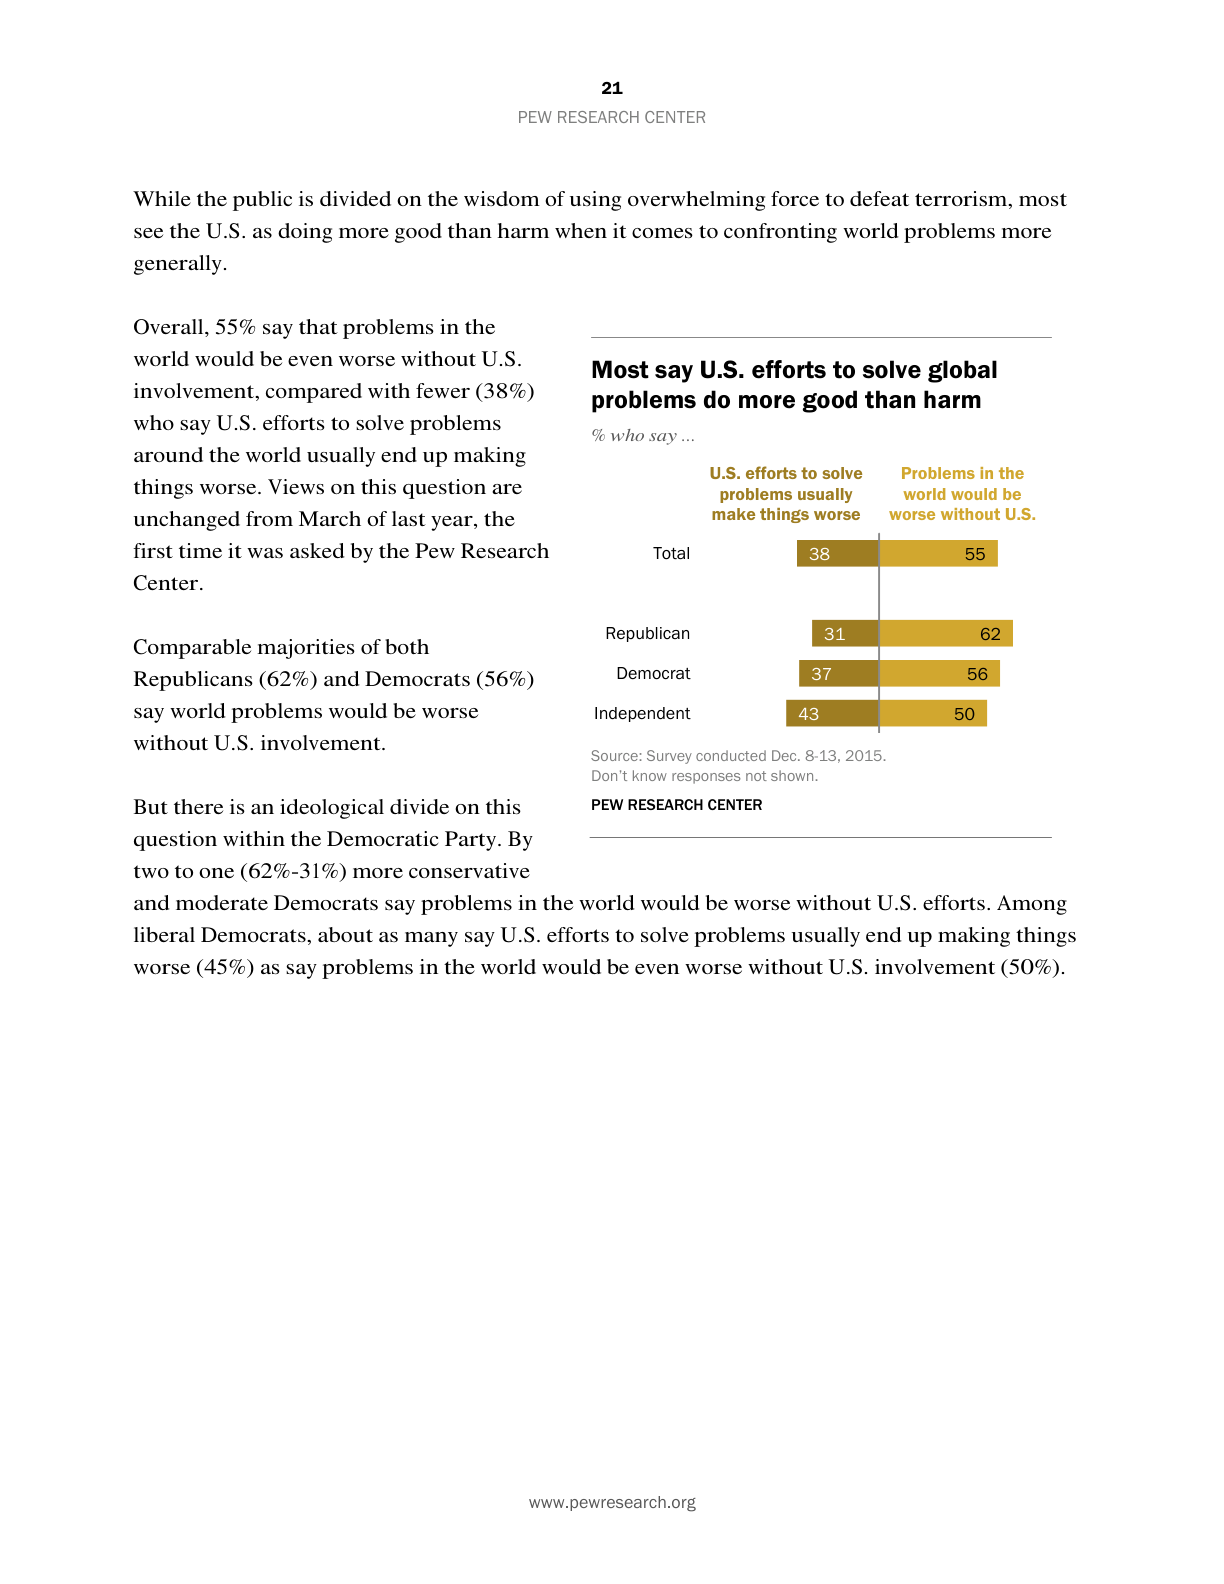 21
PEW RESEARCH CENTER
While the public is divided on the wisdom of using overwhelming force to defeat terrorism, most
see the U.S. as doing more good than harm when it comes to confronting world problems more
generally.
Overall, 55% say that problems in the
world would be even worse without U.S.
involvement, compared with fewer (38%)
who say U.S. efforts to solve problems
around the world usually end up making
things worse. Views on this question are
unchanged from March of last year, the
first time it was asked by the Pew Research
Center.
Comparable majorities of both
Republicans (62%) and Democrats (56%)
say world problems would be worse
without U.S. involvement.
But there is an ideological divide on this
question within the Democratic Party. By
two to one (62%-31%) more conservative
and moderate Democrats say problems in the world would be worse without U.S. efforts. Among
liberal Democrats, about as many say U.S. efforts to solve problems usually end up making things
worse (45%) as say problems in the world would be even worse without U.S. involvement (50%).
Most say U.S. efforts to solve global
problems do more good than harm
% who say ...
U.S. efforts to solve
problems usually
make things worse
Problems in the
world would be
worse without U.S.
Total 38 55
Republican 31 62
Democrat 37 56
Independent 43 50
Source: Survey conducted Dec. 8-13, 2015.
Don't know responses not shown.
PEW RESEARCH CENTER
www.pewresearch.org